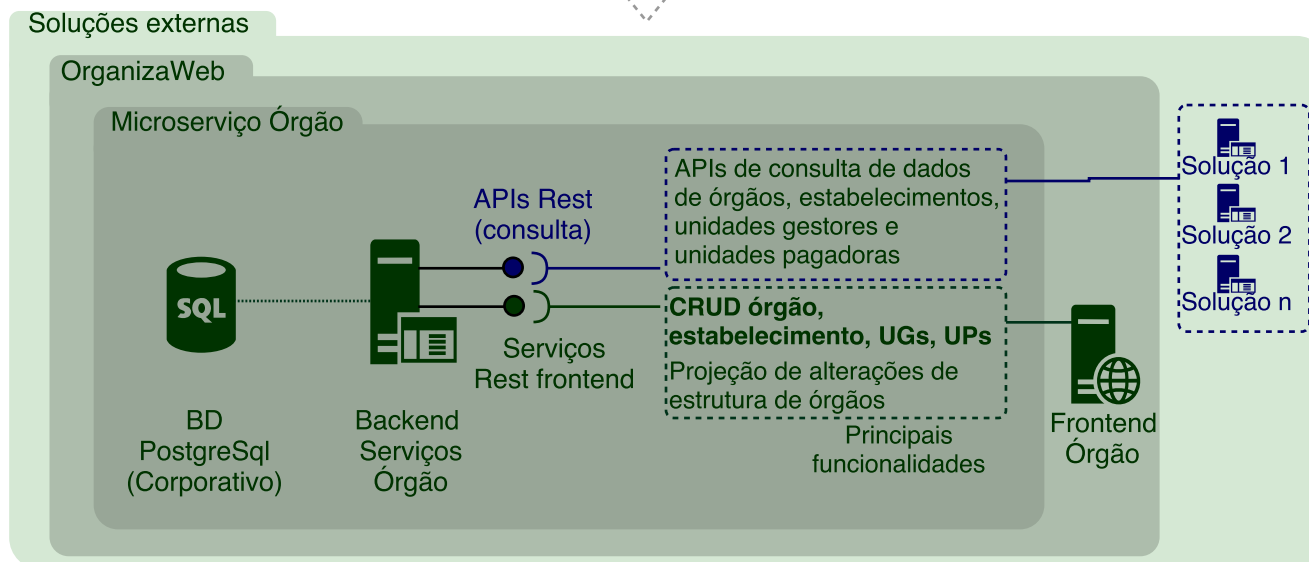 Soluções externas
OrganizaWeb
Microserviço Órgão
APIs Rest
(consulta)
APIs de consulta de dados
de órgãos, estabelecimentos,
unidades gestores e
unidades pagadoras
Solução 1
Solução 2
Solução n
SQL
CRUD órgão,
estabelecimento, UGs, UPs
Projeção de alterações de
estrutura de órgãos
Serviços
Rest frontend
BD
PostgreSql
(Corporativo)
Backend
Serviços
Órgão
Principais
funcionalidades
Frontend
Órgão